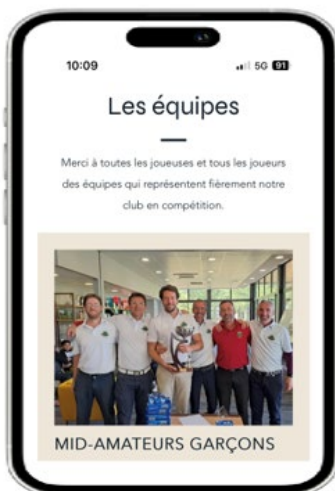 10:09
5G 91
Les équipes
Merci à toutes les joueuses et tous les joueurs
des équipes qui représentent fièrement notre
club en compétition.
MID-AMATEURS GARÇONS